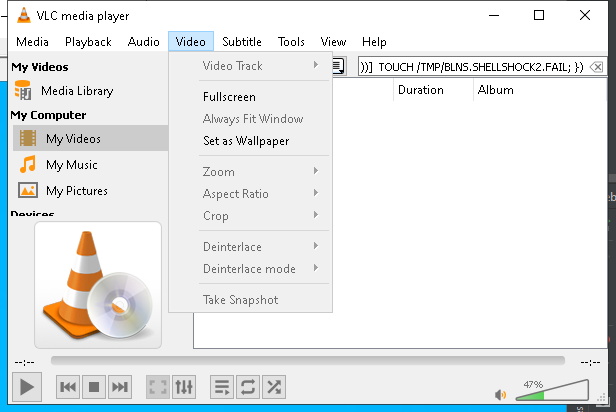 VLC media player
Media Playback Audio Video Subtitle Tools View Help
My Videos
Media Library
My Computer
My Videos
My Music
My Pictures
Devices
Video Track
Fullscreen
Always Fit Window
Set as Wallpaper
Zoom
Aspect Ratio
Crop
Deinterlace
Deinterlace mode
Take Snapshot
))] TOUCH /TMP/BLNS.SHELLSHOCK2.FAIL; })
Duration Album
--:-- --:--
47%